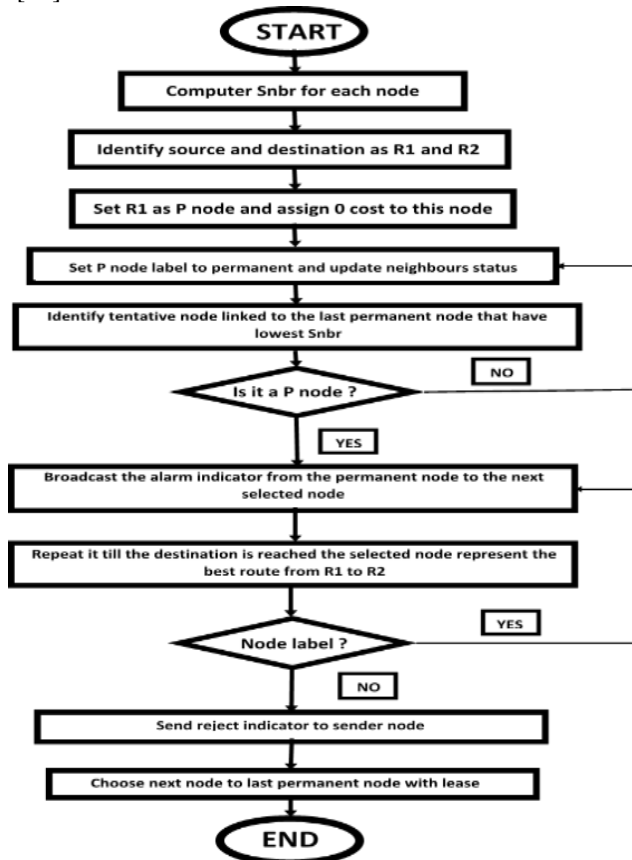 START
Computer Snbr for each node
Identify source and destination as R1 and R2
Set R1 as P node and assign 0 cost to this node
Set P node label to permanent and update neighbours status
Identify tentative node linked to the last permanent node that have
lowest Snbr
Is it a P node ?
NO
YES
Broadcast the alarm indicator from the permanent node to the next
selected node
Repeat it till the destination is reached the selected node represent the
best route from R1 to R2
Node label ?
YES
NO
Send reject indicator to sender node
Choose next node to last permanent node with lease
END